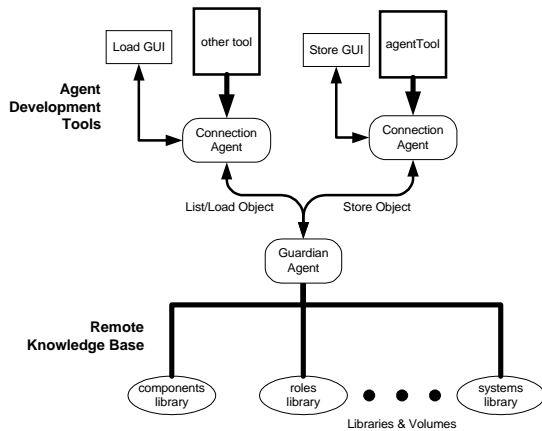 Load GUI
other tool
Store GUI
agentTool
Agent
Development
Tools
Connection
Agent
Connection
Agent
List/Load Object
Store Object
Guardian
Agent
Remote
Knowledge Base
components
library
roles
library
systems
library
Libraries & Volumes